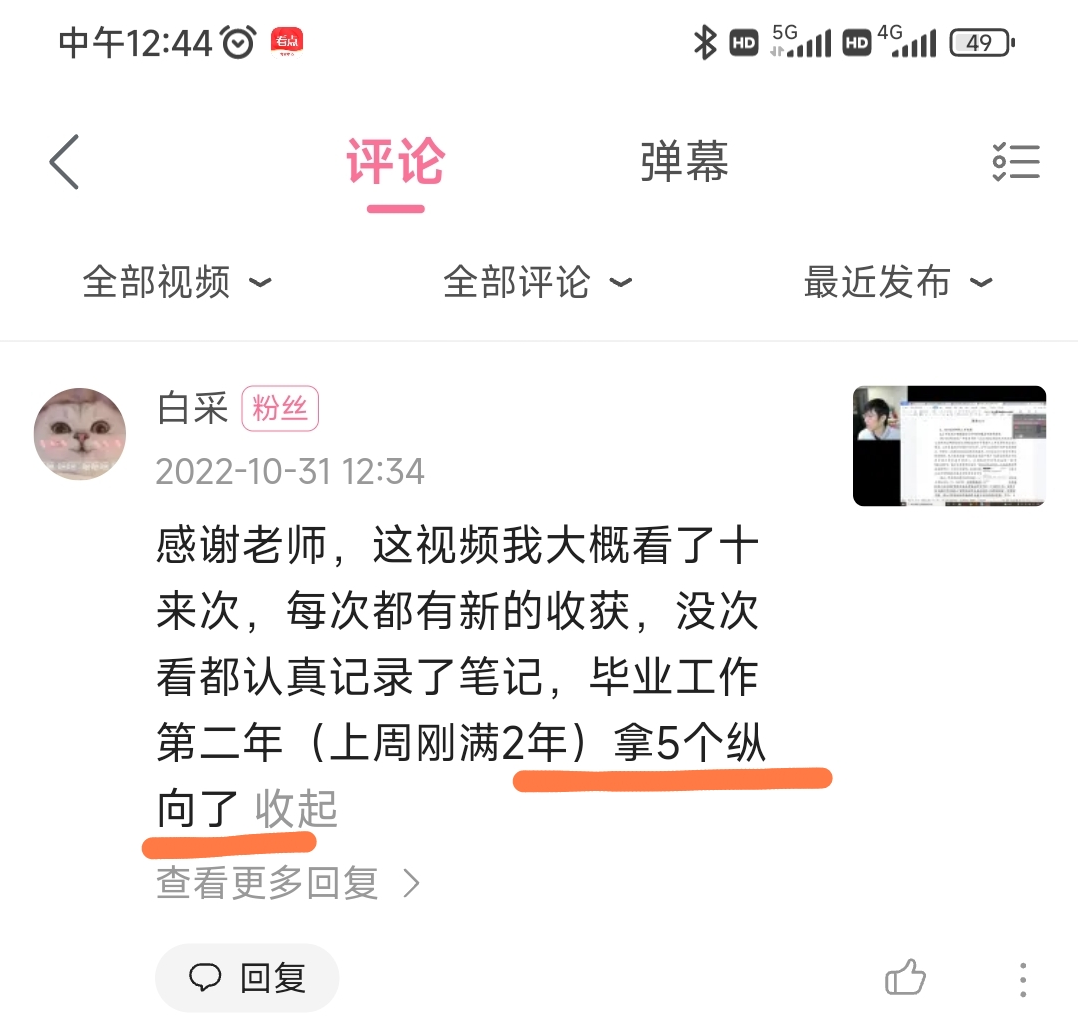 中午12:44 看点 HD 5G HD 4G 49
评论 弹幕
全部视频 全部评论 最近发布
白采 粉丝
2022-10-31 12:34
感谢老师，这视频我大概看了十
来次，每次都有新的收获，没次
看都认真记录了笔记，毕业工作
第二年（上周刚满2年）拿5个纵
向了 收起
查看更多回复
回复